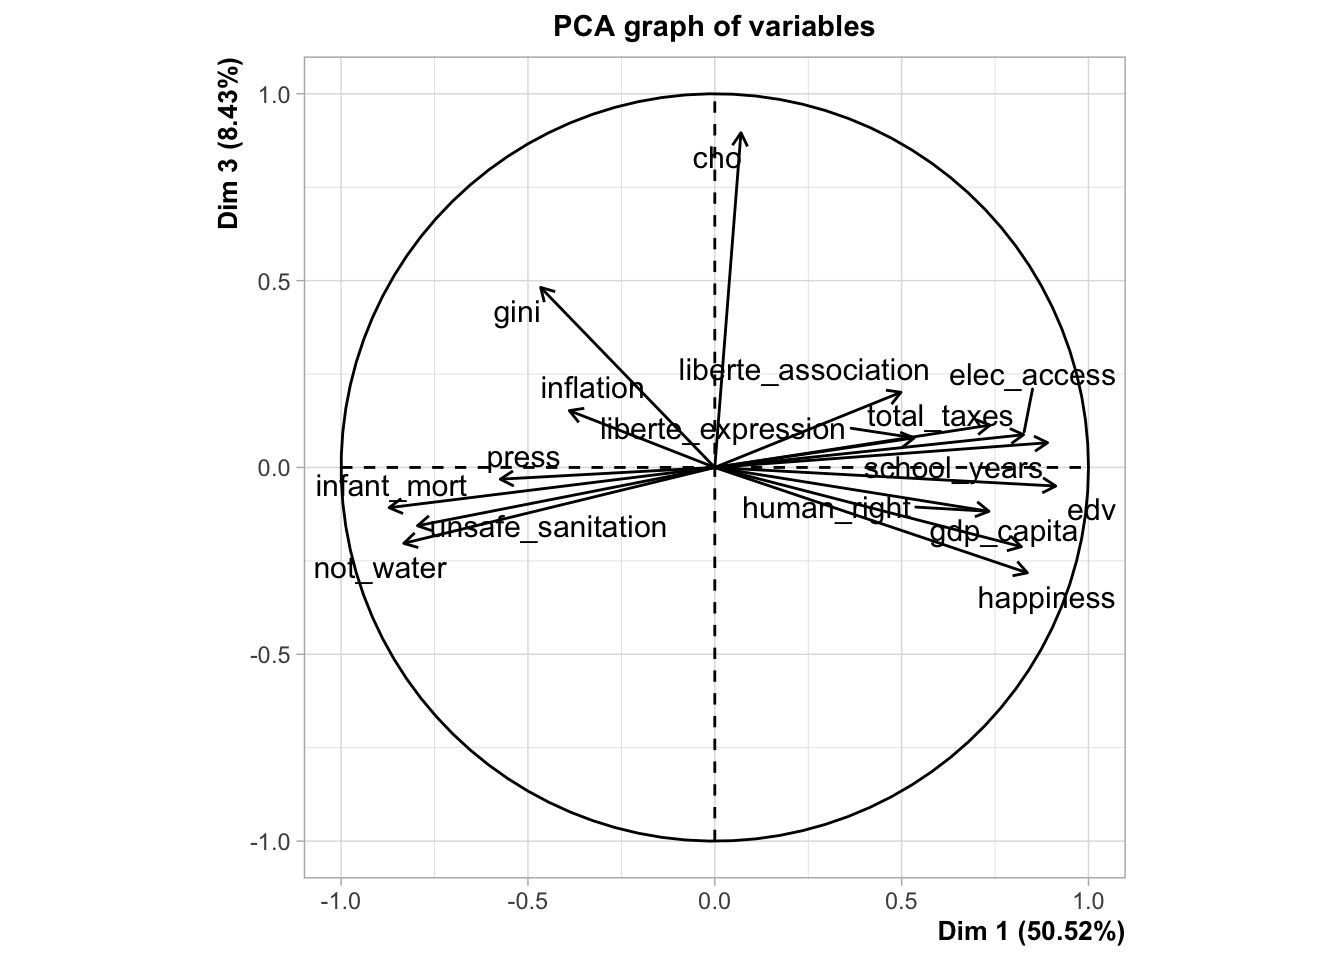 PCA graph of variables
Dim 3 (8.43%)
1.0
cho
0.5
gini
liberte_association
elec_access
inflation
total_taxes
liberte_expression
press
0.0
school_years
infant_mort
human_right
edv
unsafe_sanitation
gdp_capita
not_water
happiness
-0.5
-1.0
-1.0 -0.5 0.0 0.5 1.0
Dim 1 (50.52%)